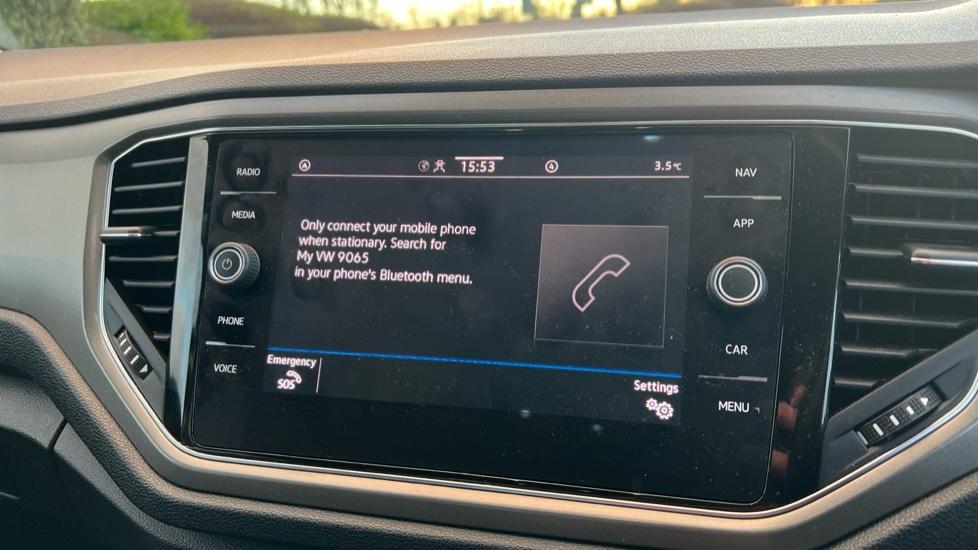 RADIO
MEDIA
PHONE
VOICE
A
15:53
4
3.5°C
Only connect your mobile phone
when stationary. Search for
My VW 9065
in your phone's Bluetooth menu.
Emergency
SOS
Settings
NAV
APP
CAR
MENU